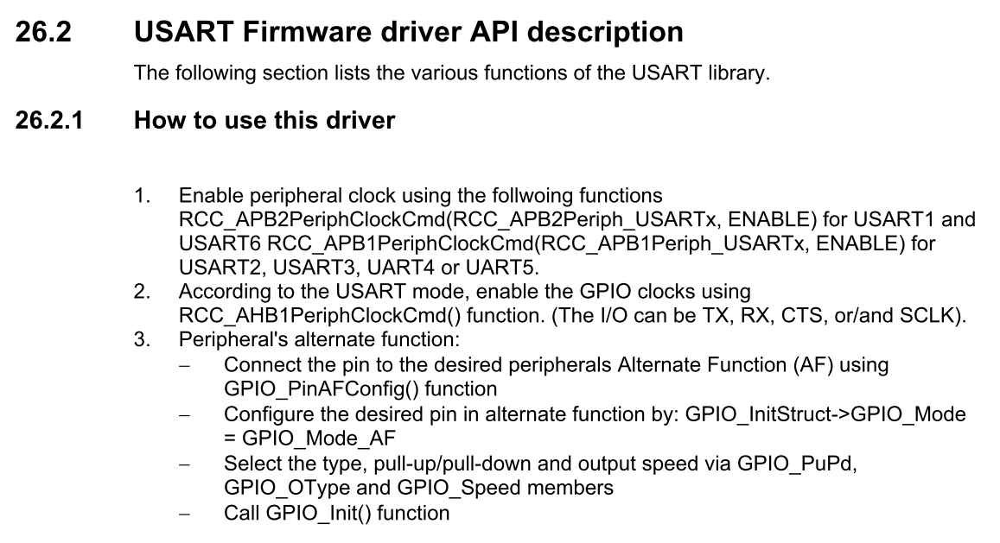 26.2 USART Firmware driver API description
The following section lists the various functions of the USART library.
26.2.1 How to use this driver
1. Enable peripheral clock using the follwoing functions
RCC_APB2PeriphClockCmd(RCC_APB2Periph_USARTx, ENABLE) for USART1 and
USART6 RCC_APB1PeriphClockCmd(RCC_APB1Periph_USARTx, ENABLE) for
USART2, USART3, UART4 or UART5.
2. According to the USART mode, enable the GPIO clocks using
RCC_AHB1PeriphClockCmd() function. (The I/O can be TX, RX, CTS, or/and SCLK).
3. Peripheral's alternate function:
– Connect the pin to the desired peripherals Alternate Function (AF) using
GPIO_PinAFConfig() function
– Configure the desired pin in alternate function by: GPIO_InitStruct->GPIO_Mode
= GPIO_Mode_AF
– Select the type, pull-up/pull-down and output speed via GPIO_PuPd,
GPIO_OType and GPIO_Speed members
– Call GPIO_Init() function